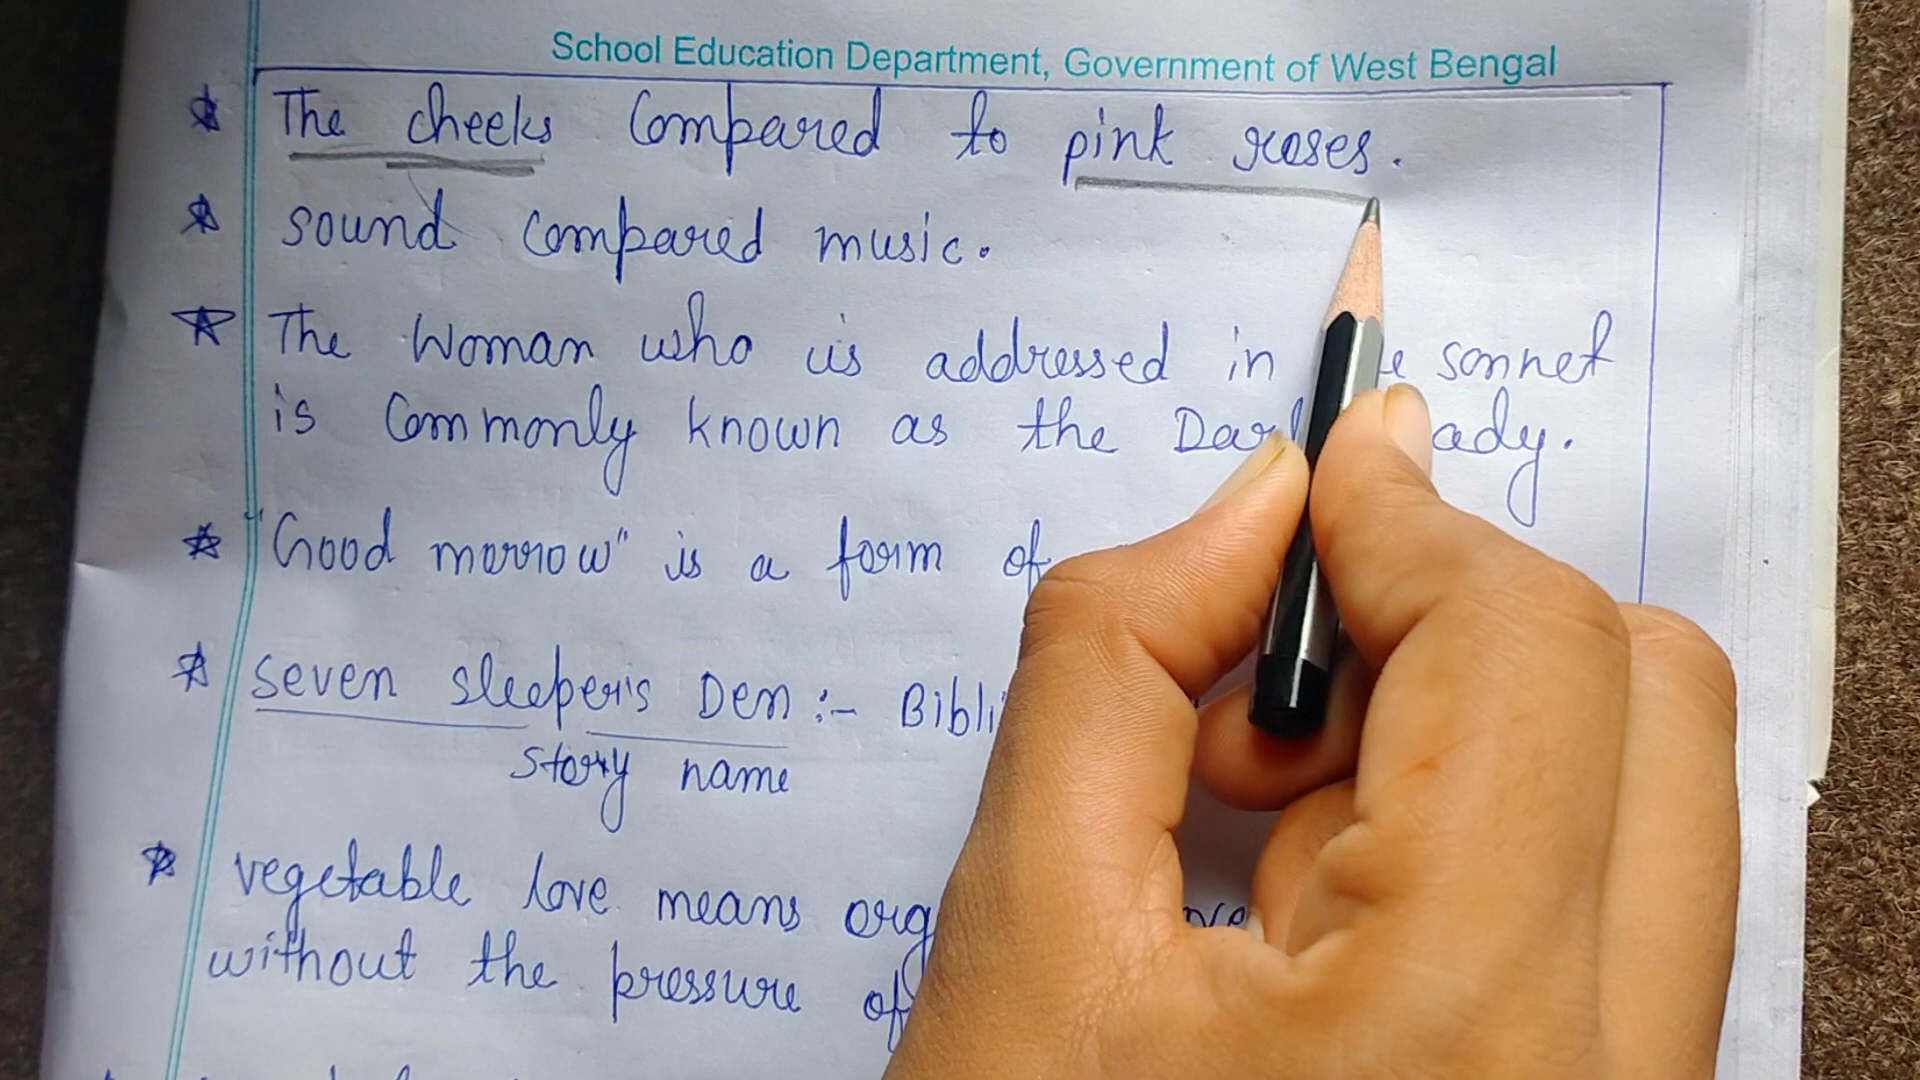 School Education Department, Government of West Bengal
The cheeks Compared to pink roses.
sound compared music.
The Woman who is addressed in sonnet
is Commonly known as the Lady.
"Good morrow" is a form of
seven sleeper's Den :-
story name
vegetable love means
without the pressure of